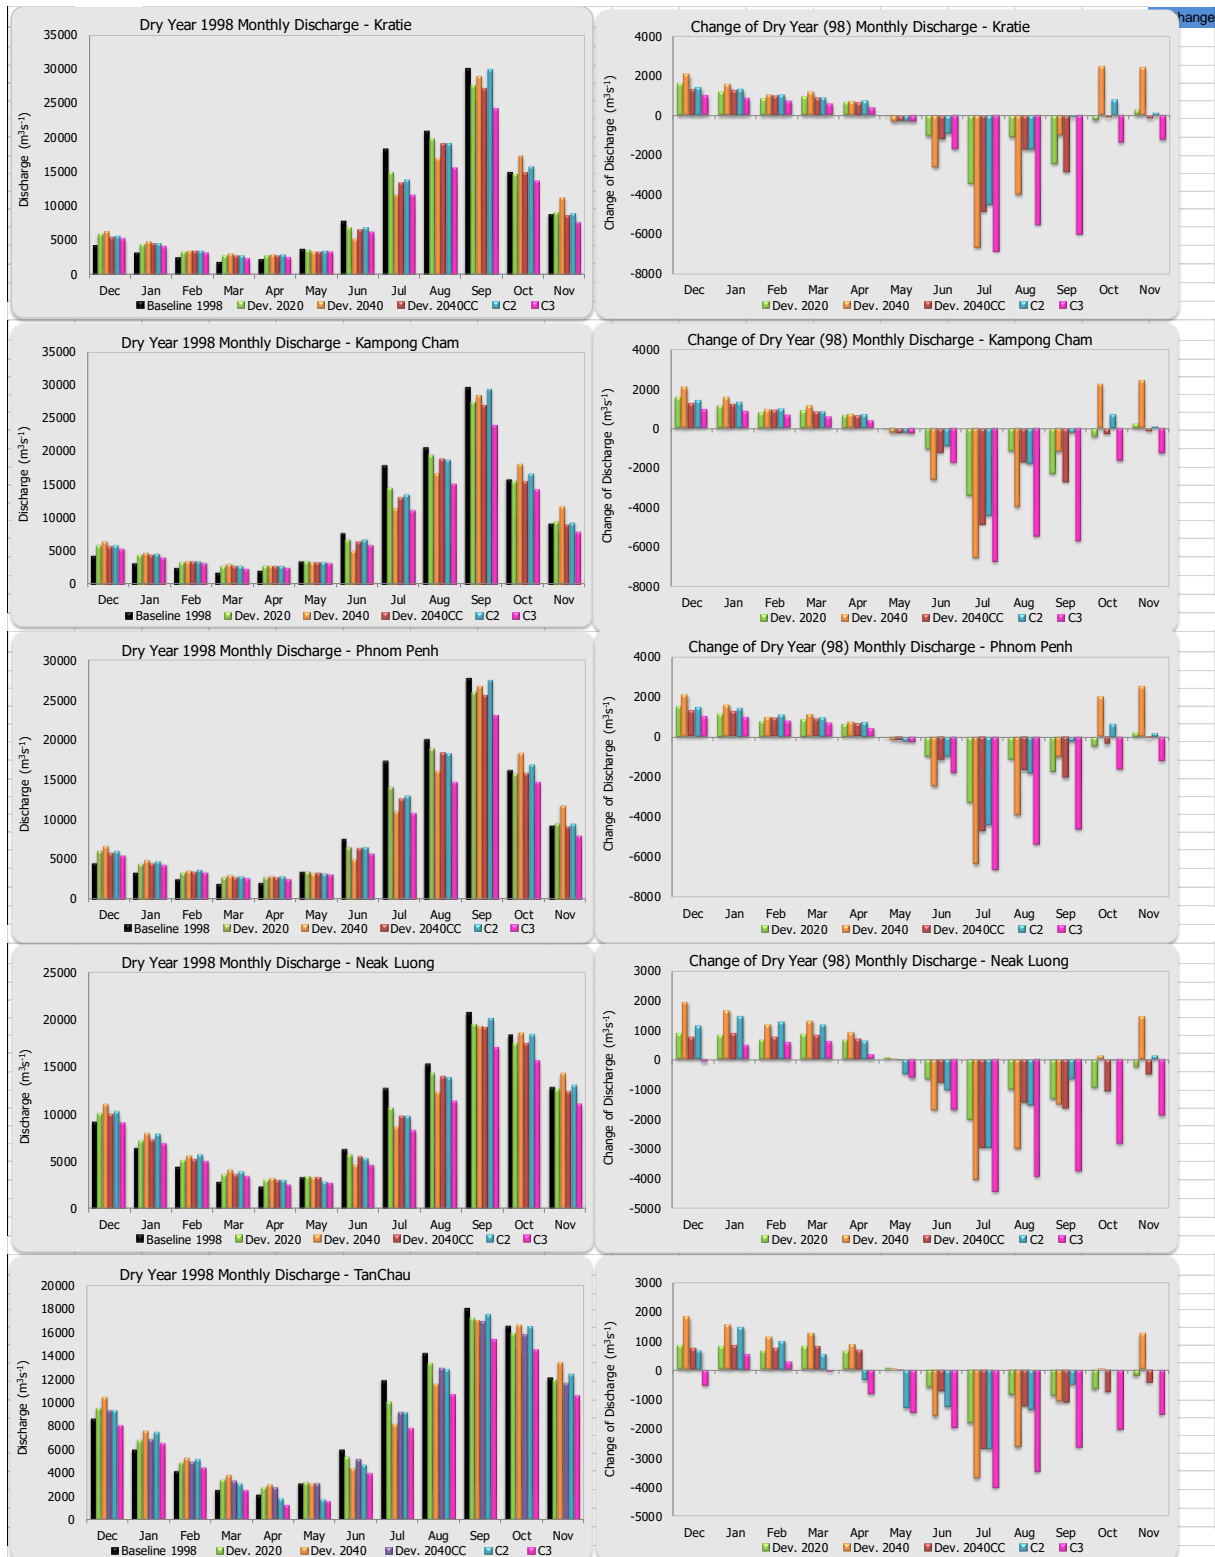 hange
Dry Year 1998 Monthly Discharge - Kratie
35000
30000
25000
20000
15000
10000
5000
0
Discharge (m³s⁻¹)
Dec Jan Feb Mar Apr May Jun Jul Aug Sep Oct Nov
Baseline 1998 Dev. 2020 Dev. 2040 Dev. 2040CC C2 C3
Change of Dry Year (98) Monthly Discharge - Kratie
4000
2000
0
-2000
-4000
-6000
-8000
Change of Discharge (m³s⁻¹)
Dec Jan Feb Mar Apr May Jun Jul Aug Sep Oct Nov
Dev. 2020 Dev. 2040 Dev. 2040CC C2 C3
Dry Year 1998 Monthly Discharge - Kampong Cham
35000
30000
25000
20000
15000
10000
5000
0
Discharge (m³s⁻¹)
Dec Jan Feb Mar Apr May Jun Jul Aug Sep Oct Nov
Baseline 1998 Dev. 2020 Dev. 2040 Dev. 2040CC C2 C3
Change of Dry Year (98) Monthly Discharge - Kampong Cham
4000
2000
0
-2000
-4000
-6000
-8000
Change of Discharge (m³s⁻¹)
Dec Jan Feb Mar Apr May Jun Jul Aug Sep Oct Nov
Dev. 2020 Dev. 2040 Dev. 2040CC C2 C3
Dry Year 1998 Monthly Discharge - Phnom Penh
30000
25000
20000
15000
10000
5000
0
Discharge (m³s⁻¹)
Dec Jan Feb Mar Apr May Jun Jul Aug Sep Oct Nov
Baseline 1998 Dev. 2020 Dev. 2040 Dev. 2040CC C2 C3
Change of Dry Year (98) Monthly Discharge - Phnom Penh
4000
2000
0
-2000
-4000
-6000
-8000
Change of Discharge (m³s⁻¹)
Dec Jan Feb Mar Apr May Jun Jul Aug Sep Oct Nov
Dev. 2020 Dev. 2040 Dev. 2040CC C2 C3
Dry Year 1998 Monthly Discharge - Neak Luong
25000
20000
15000
10000
5000
0
Discharge (m³s⁻¹)
Dec Jan Feb Mar Apr May Jun Jul Aug Sep Oct Nov
Baseline 1998 Dev. 2020 Dev. 2040 Dev. 2040CC C2 C3
Change of Dry Year (98) Monthly Discharge - Neak Luong
3000
2000
1000
0
-1000
-2000
-3000
-4000
-5000
Change of Discharge (m³s⁻¹)
Dec Jan Feb Mar Apr May Jun Jul Aug Sep Oct Nov
Dev. 2020 Dev. 2040 Dev. 2040CC C2 C3
Dry Year 1998 Monthly Discharge - TanChau
20000
18000
16000
14000
12000
10000
8000
6000
4000
2000
0
Discharge (m³s⁻¹)
Dec Jan Feb Mar Apr May Jun Jul Aug Sep Oct Nov
Baseline 1998 Dev. 2020 Dev. 2040 Dev. 2040CC C2 C3
3000
2000
1000
0
-1000
-2000
-3000
-4000
-5000
Change of Discharge (m³s⁻¹)
Dec Jan Feb Mar Apr May Jun Jul Aug Sep Oct Nov
Dev. 2020 Dev. 2040 Dev. 2040CC C2 C3